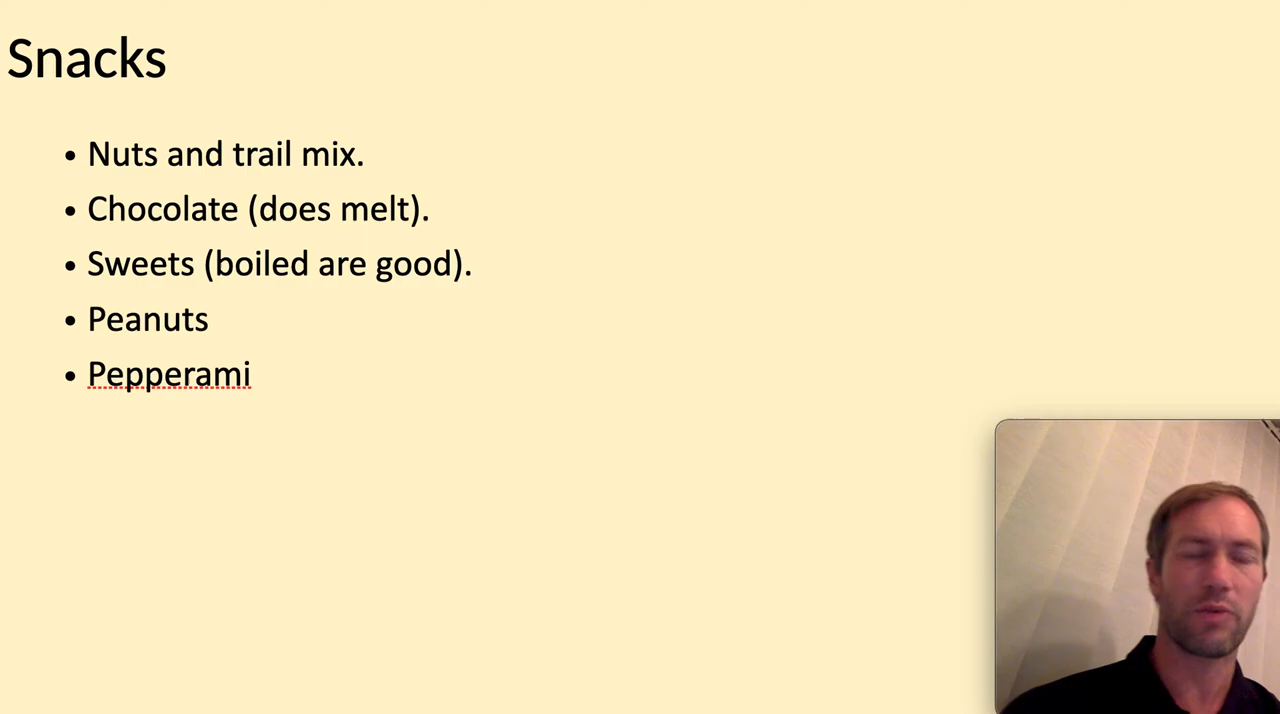 Snacks
• Nuts and trail mix.
• Chocolate (does melt).
• Sweets (boiled are good).
• Peanuts
• Pepperami